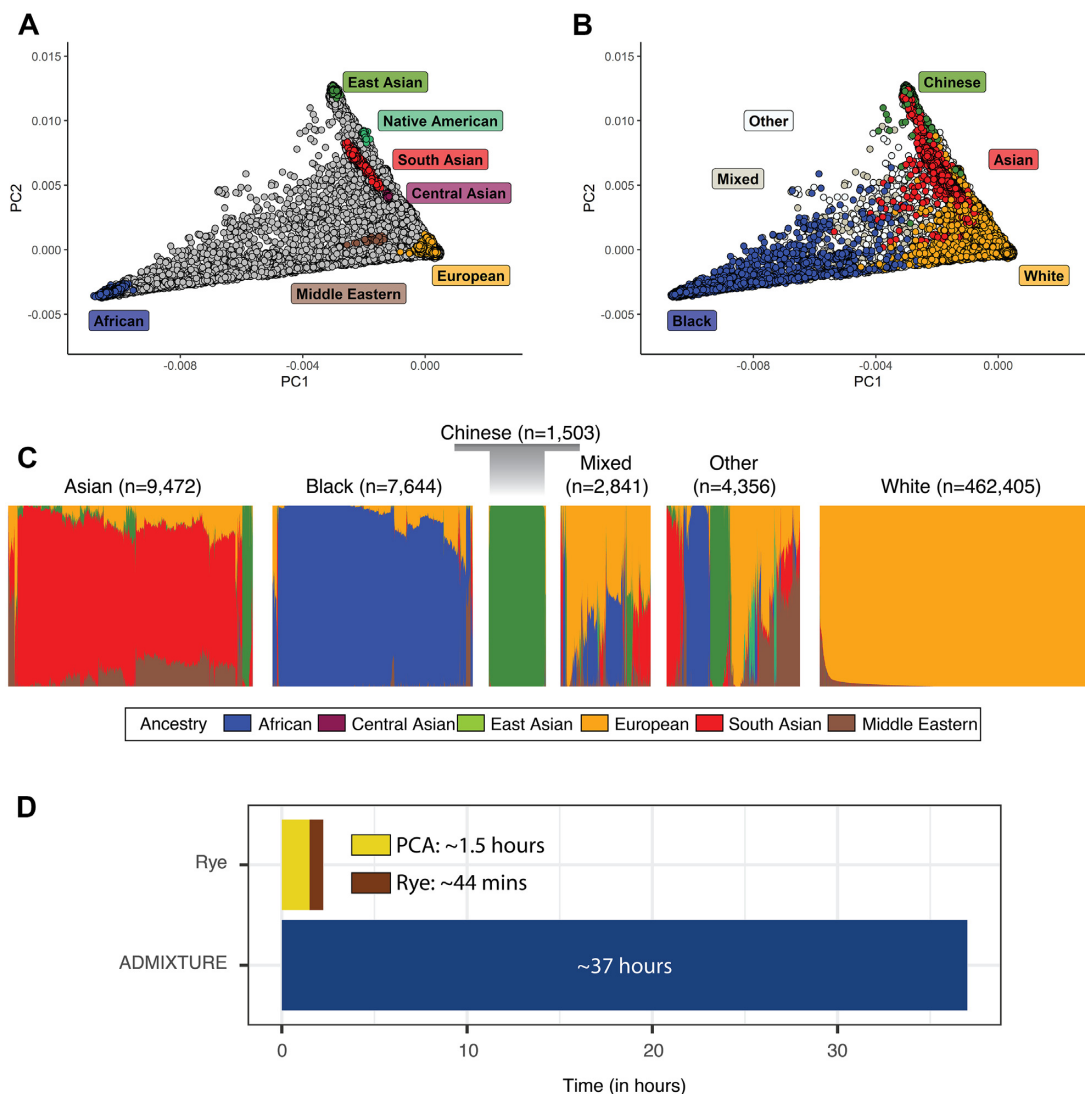 A
0.015
0.010
0.005
0.000
-0.005
PC2
-0.008
-0.004
0.000
PC1
East Asian
Native American
South Asian
Central Asian
European
Middle Eastern
African
B
0.015
0.010
0.005
0.000
-0.005
PC2
-0.008
-0.004
0.000
PC1
Chinese
Other
Asian
Mixed
White
Black
C
Chinese (n=1,503)
Asian (n=9,472)
Black (n=7,644)
Mixed
(n=2,841)
Other
(n=4,356)
White (n=462,405)
Ancestry African Central Asian East Asian European South Asian Middle Eastern
D
Rye
PCA: ~1.5 hours
Rye: ~44 mins
ADMIXTURE
~37 hours
0 10 20 30
Time (in hours)